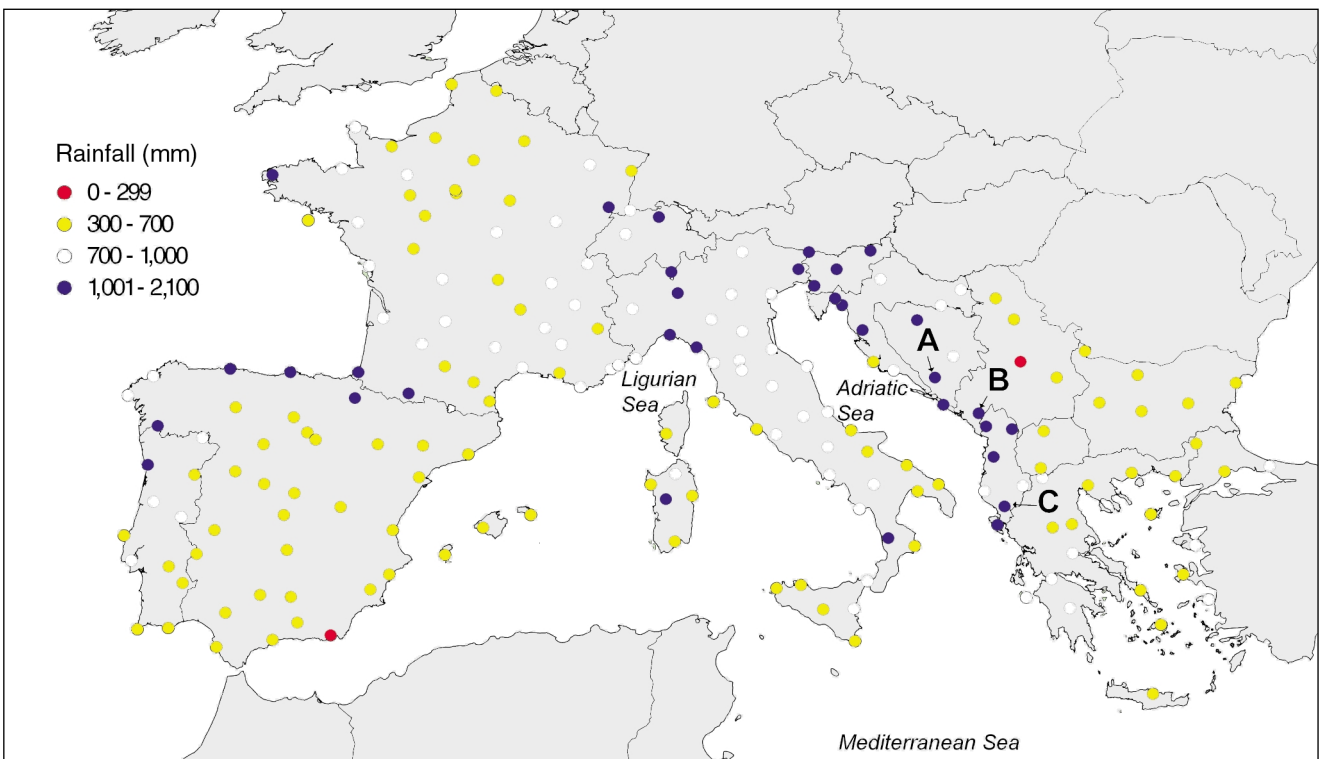 Rainfall (mm)
0 - 299
300 - 700
700 - 1,000
1,001 - 2,100
A
B
Ligurian
Sea
Adriatic
Sea
C
Mediterranean Sea